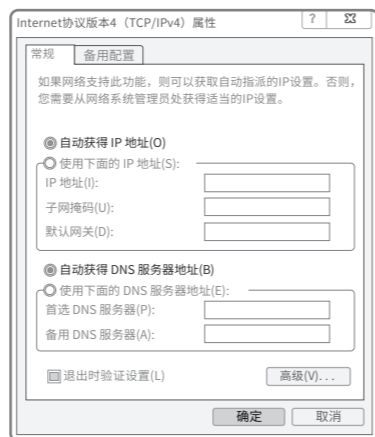 Internet协议版本4（TCP/IPv4）属性
?
常规 备用配置
如果网络支持此功能，则可以获取自动指派的IP设置。否则，
您需要从网络系统管理员处获得适当的IP设置。
自动获得 IP 地址(O)
使用下面的 IP 地址(S):
IP 地址(I):
子网掩码(U):
默认网关(D):
自动获得 DNS 服务器地址(B)
使用下面的 DNS 服务器地址(E):
首选 DNS 服务器(P):
备用 DNS 服务器(A):
退出时验证设置(L) 高级(V)...
确定 取消